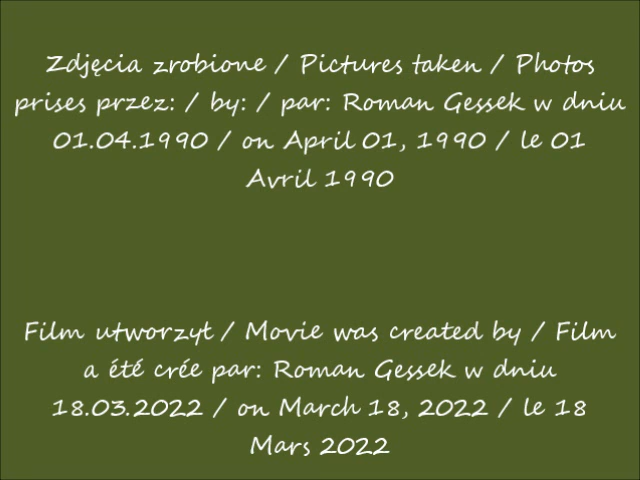 Zdjęcia zrobione / Pictures taken / Photos
prises przez: / by: / par: Roman Gessek w dniu
01.04.1990 / on April 01, 1990 / le 01
Avril 1990
Film utworzył / Movie was created by / Film
a été crée par: Roman Gessek w dniu
18.03.2022 / on March 18, 2022 / le 18
Mars 2022